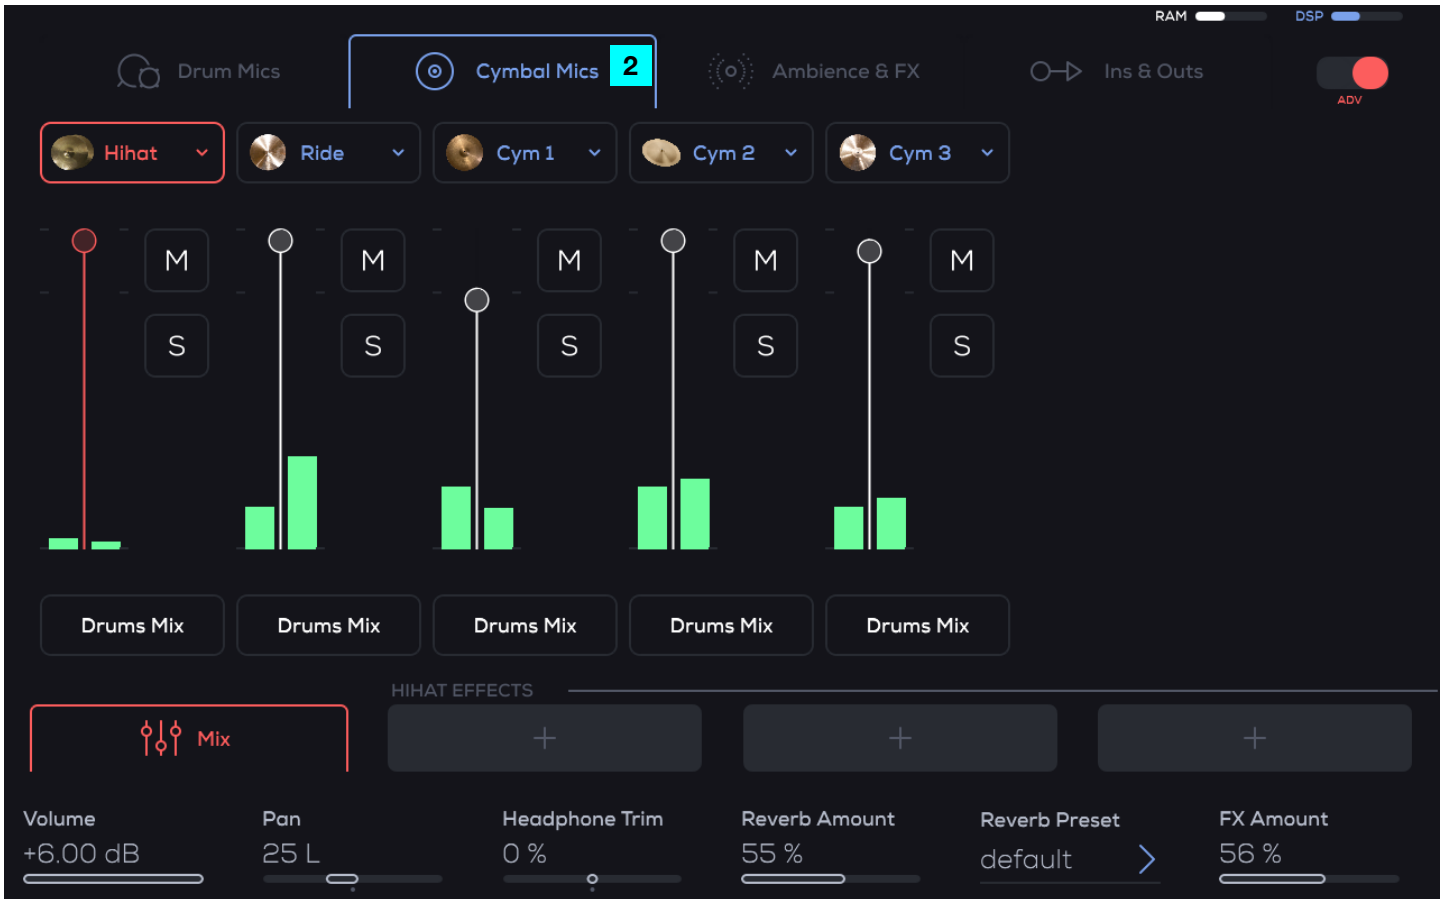 RAM DSP
Drum Mics Cymbal Mics 2 Ambience & FX Ins & Outs
ADV
Hihat Ride Cym 1 Cym 2 Cym 3
M M M M M
S S S S S
Drums Mix Drums Mix Drums Mix Drums Mix Drums Mix
HIHAT EFFECTS
Mix + + +
Volume Pan Headphone Trim Reverb Amount Reverb Preset FX Amount
+6.00 dB 25 L 0 % 55 % default 56 %